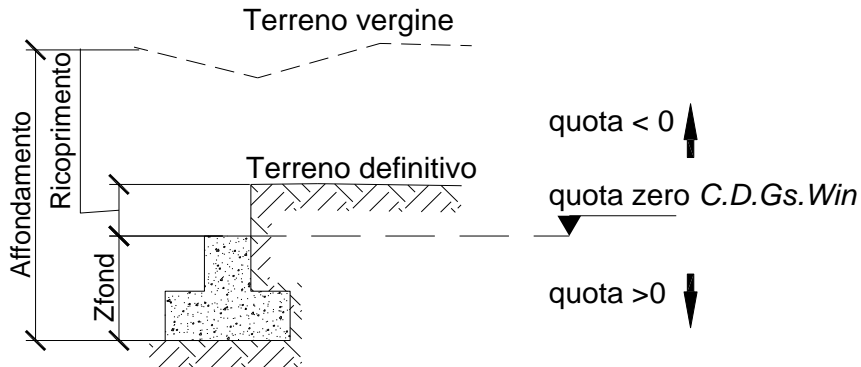 Terreno vergine
Affondamento
Ricoprimento
quota < 0
Terreno definitivo
quota zero C.D.Gs.Win
Zfond
quota >0